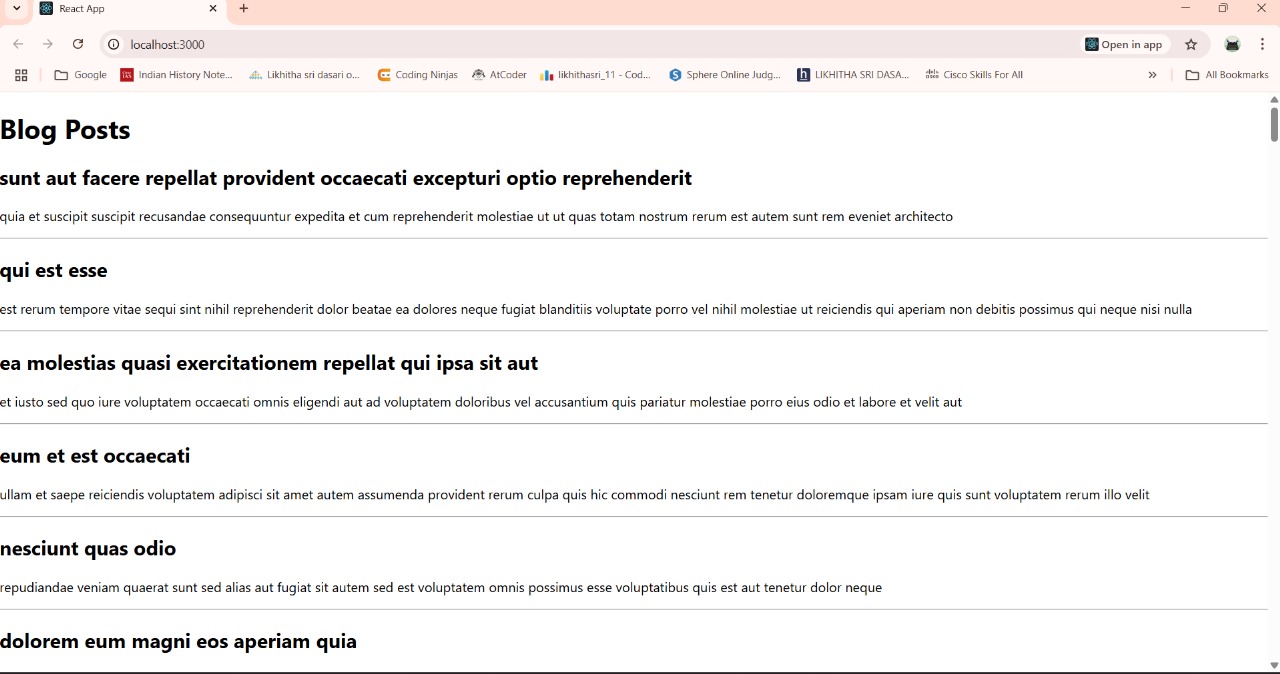 React App
localhost:3000
Open in app
Google
Indian History Note...
Likhitha sri dasari o...
Coding Ninjas
AtCoder
likhithasri_11 - Cod...
Sphere Online Judg...
LIKHITHA SRI DASA...
Cisco Skills For All
All Bookmarks
Blog Posts
sunt aut facere repellat provident occaecati excepturi optio reprehenderit
quia et suscipit suscipit recusandae consequuntur expedita et cum reprehenderit molestiae ut ut quas totam nostrum rerum est autem sunt rem eveniet architecto
qui est esse
est rerum tempore vitae sequi sint nihil reprehenderit dolor beatae ea dolores neque fugiat blanditiis voluptate porro vel nihil molestiae ut reiciendis qui aperiam non debitis possimus qui neque nisi nulla
ea molestias quasi exercitationem repellat qui ipsa sit aut
et iusto sed quo iure voluptatem occaecati omnis eligendi aut ad voluptatem doloribus vel accusantium quis pariatur molestiae porro eius odio et labore et velit aut
eum et est occaecati
ullam et saepe reiciendis voluptatem adipisci sit amet autem assumenda provident rerum culpa quis hic commodi nesciunt rem tenetur doloremque ipsam iure quis sunt voluptatem rerum illo velit
nesciunt quas odio
repudiandae veniam quaerat sunt sed alias aut fugiat sit autem sed est voluptatem omnis possimus esse voluptatibus quis est aut tenetur dolor neque
dolorem eum magni eos aperiam quia